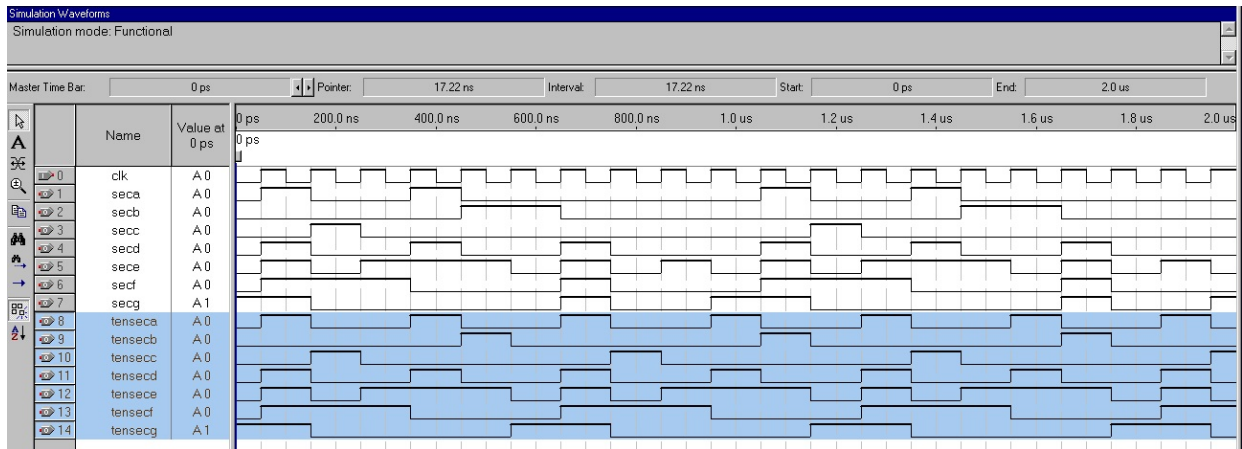 Simulation Waveforms
Simulation mode: Functional
Master Time Bar: 0 ps Pointer: 17.22 ns Interval: 17.22 ns Start: 0 ps End: 2.0 us
Name Value at 0 ps
0 ps 200.0 ns 400.0 ns 600.0 ns 800.0 ns 1.0 us 1.2 us 1.4 us 1.6 us 1.8 us 2.0 us
0 ps
0 clk A 0
1 seca A 0
2 secb A 0
3 secc A 0
4 secd A 0
5 sece A 0
6 secf A 0
7 secg A 1
8 tenseca A 0
9 tensecb A 0
10 tensecc A 0
11 tensecd A 0
12 tensece A 0
13 tensecf A 0
14 tensecg A 1